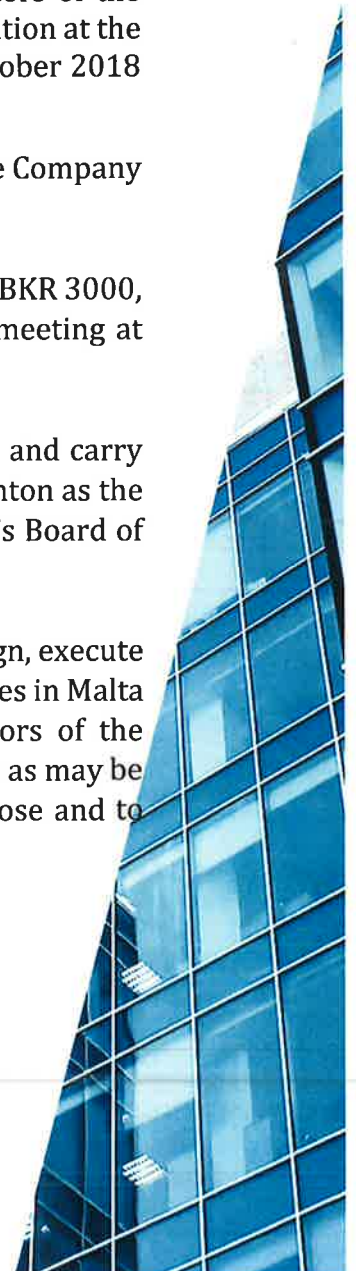 tion at the
ober 2018
e Company
BKR 3000,
meeting at
and carry
nton as the
's Board of
gn, execute
es in Malta
ors of the
as may be
ose and to